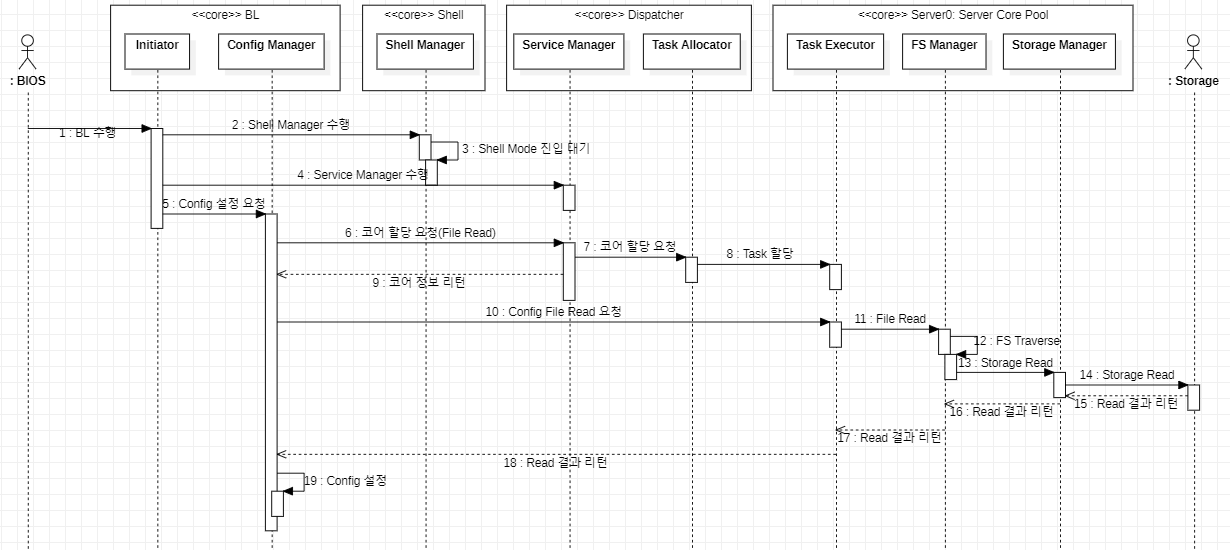 <<core>> BL
<<core>> Shell
<<core>> Dispatcher
<<core>> Server0: Server Core Pool
Initiator
Config Manager
Shell Manager
Service Manager
Task Allocator
Task Executor
FS Manager
Storage Manager
: BIOS
: Storage
1 : BL 수행
2 : Shell Manager 수행
3 : Shell Mode 진입 대기
4 : Service Manager 수행
5 : Config 설정 요청
6 : 코어 할당 요청(File Read)
7 : 코어 할당 요청
8 : Task 할당
9 : 코어 정보 리턴
10 : Config File Read 요청
11 : File Read
12 : FS Traverse
13 : Storage Read
14 : Storage Read
15 : Read 결과 리턴
16 : Read 결과 리턴
17 : Read 결과 리턴
18 : Read 결과 리턴
19 : Config 설정